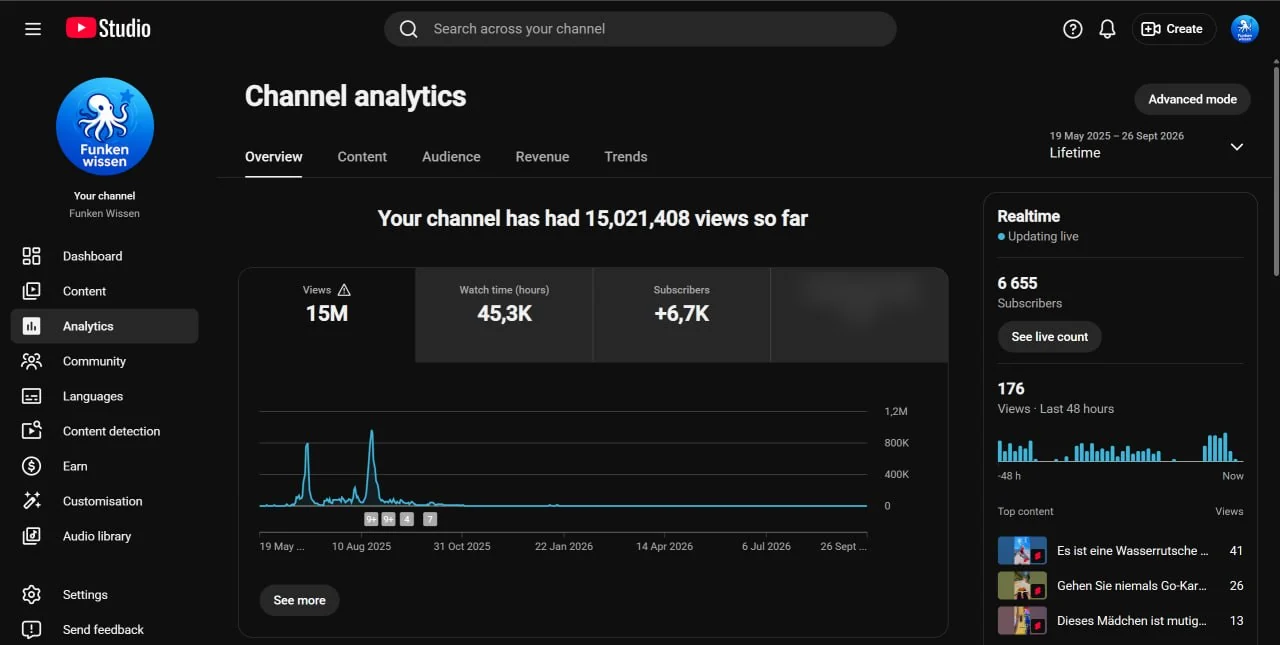 Studio
Search across your channel
Create
Funken
wissen
Your channel
Funken Wissen
Dashboard
Content
Analytics
Community
Languages
Content detection
Earn
Customisation
Audio library
Settings
Send feedback
Channel analytics
Advanced mode
Overview Content Audience Revenue Trends
19 May 2025 – 26 Sept 2026
Lifetime
Your channel has had 15,021,408 views so far
Views
15M
Watch time (hours)
45,3K
Subscribers
+6,7K
1,2M
800K
400K
0
9+ 9+ 4 7
19 May ... 10 Aug 2025 31 Oct 2025 22 Jan 2026 14 Apr 2026 6 Jul 2026 26 Sept ...
See more
Realtime
Updating live
6 655
Subscribers
See live count
176
Views · Last 48 hours
-48 h Now
Top content Views
Es ist eine Wasserrutsche ... 41
Gehen Sie niemals Go-Kar... 26
Dieses Mädchen ist mutig... 13